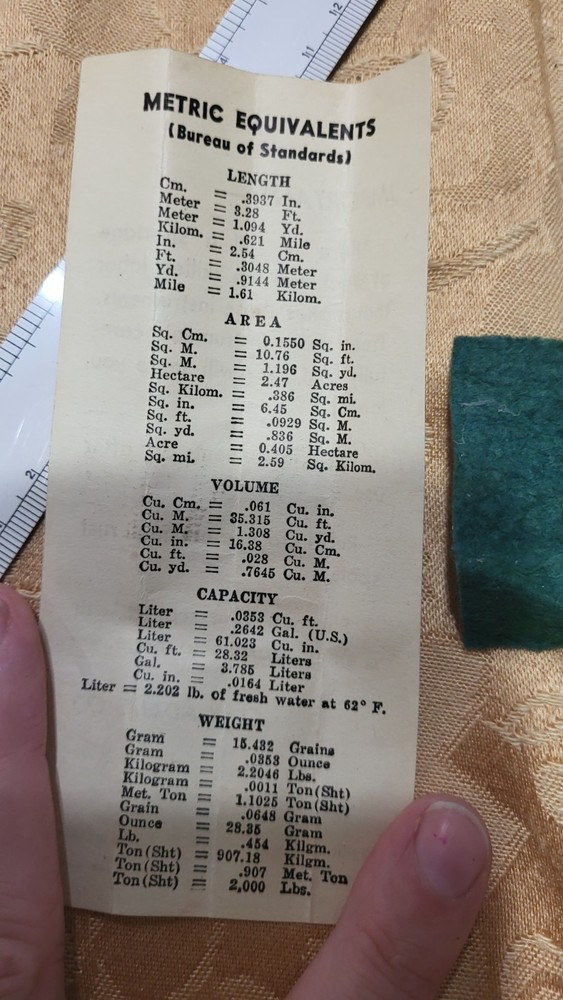 METRIC EQUIVALENTS
(Bureau of Standards)
LENGTH
Cm. = .3937 In.
Meter = 3.28 Ft.
Meter = 1.094 Yd.
Kilom. = .621 Mile
In. = 2.54 Cm.
Ft. = .3048 Meter
Yd. = .9144 Meter
Mile = 1.61 Kilom.
AREA
Sq. Cm. = 0.1550 Sq. in.
Sq. M. = 10.76 Sq. ft.
Sq. M. = 1.196 Sq. yd.
Hectare = 2.47 Acres
Sq. Kilom. = .386 Sq. mi.
Sq. in. = 6.45 Sq. Cm.
Sq. ft. = .0929 Sq. M.
Sq. yd. = .836 Sq. M.
Acre = 0.405 Hectare
Sq. mi. = 2.59 Sq. Kilom.
VOLUME
Cu. Cm. = .061 Cu. in.
Cu. M. = 35.315 Cu. ft.
Cu. M. = 1.308 Cu. yd.
Cu. in. = 16.38 Cu. Cm.
Cu. ft. = .028 Cu. M.
Cu. yd. = .7645 Cu. M.
CAPACITY
Liter = .0353 Cu. ft.
Liter = .2642 Gal. (U.S.)
Liter = 61.023 Cu. in.
Cu. ft. = 28.32 Liters
Gal. = 3.785 Liters
Cu. in. = .0164 Liter
Liter = 2.202 lb. of fresh water at 62° F.
WEIGHT
Gram = 15.432 Grains
Gram = .0353 Ounce
Kilogram = 2.2046 Lbs.
Kilogram = .0011 Ton(Sht)
Met. Ton = 1.1025 Ton(Sht)
Grain = .0648 Gram
Ounce = 28.35 Gram
Lb. = .454 Kilgm.
Ton(Sht) = 907.18 Kilgm.
Ton(Sht) = .907 Met. Ton
Ton(Sht) = 2,000 Lbs.
11
12
2